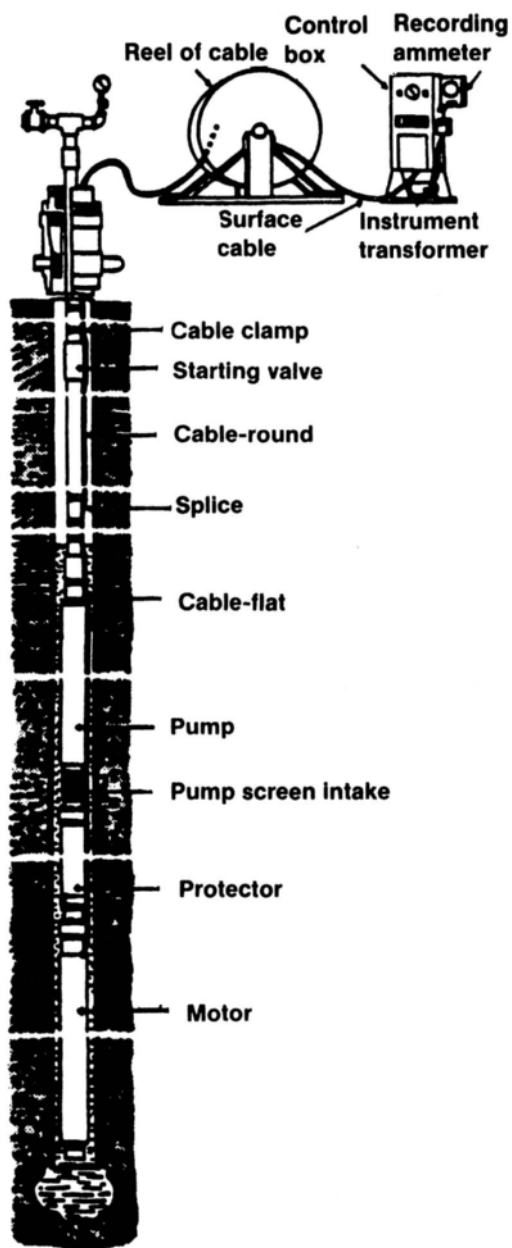 Control
box
Recording
ammeter
Reel of cable
Surface
cable
Instrument
transformer
Cable clamp
Starting valve
Cable-round
Splice
Cable-flat
Pump
Pump screen intake
Protector
Motor